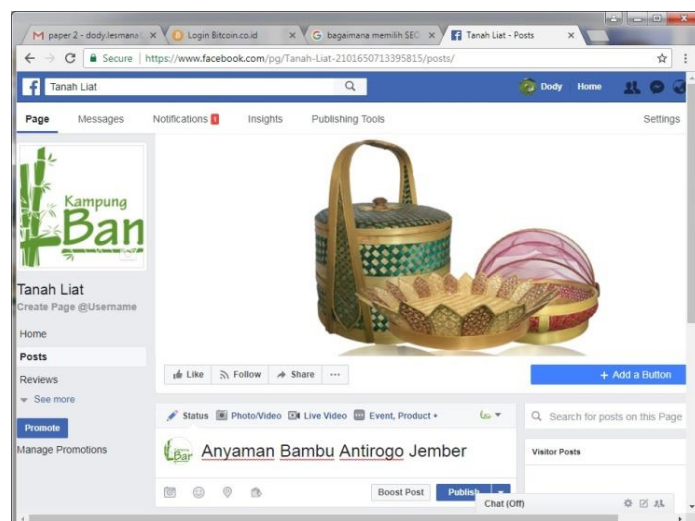 paper 2 - dody.lesmana
Login Bitcoin.co.id
bagaimana memilih SEO
Tanah Liat - Posts
Secure https://www.facebook.com/pg/Tanah-Liat-2101650713395815/posts/
Tanah Liat
Dody Home
Page Messages Notifications 1 Insights Publishing Tools Settings
Kampung
Ban
Tanah Liat
Create Page @Username
Home
Posts
Reviews
See more
Promote
Manage Promotions
Like Follow Share ...
+ Add a Button
Status Photo/Video Live Video Event, Product +
Search for posts on this Page
Kampung
Ban
Anyaman Bambu Antirogo Jember
Visitor Posts
Boost Post Publish
Chat (Off)